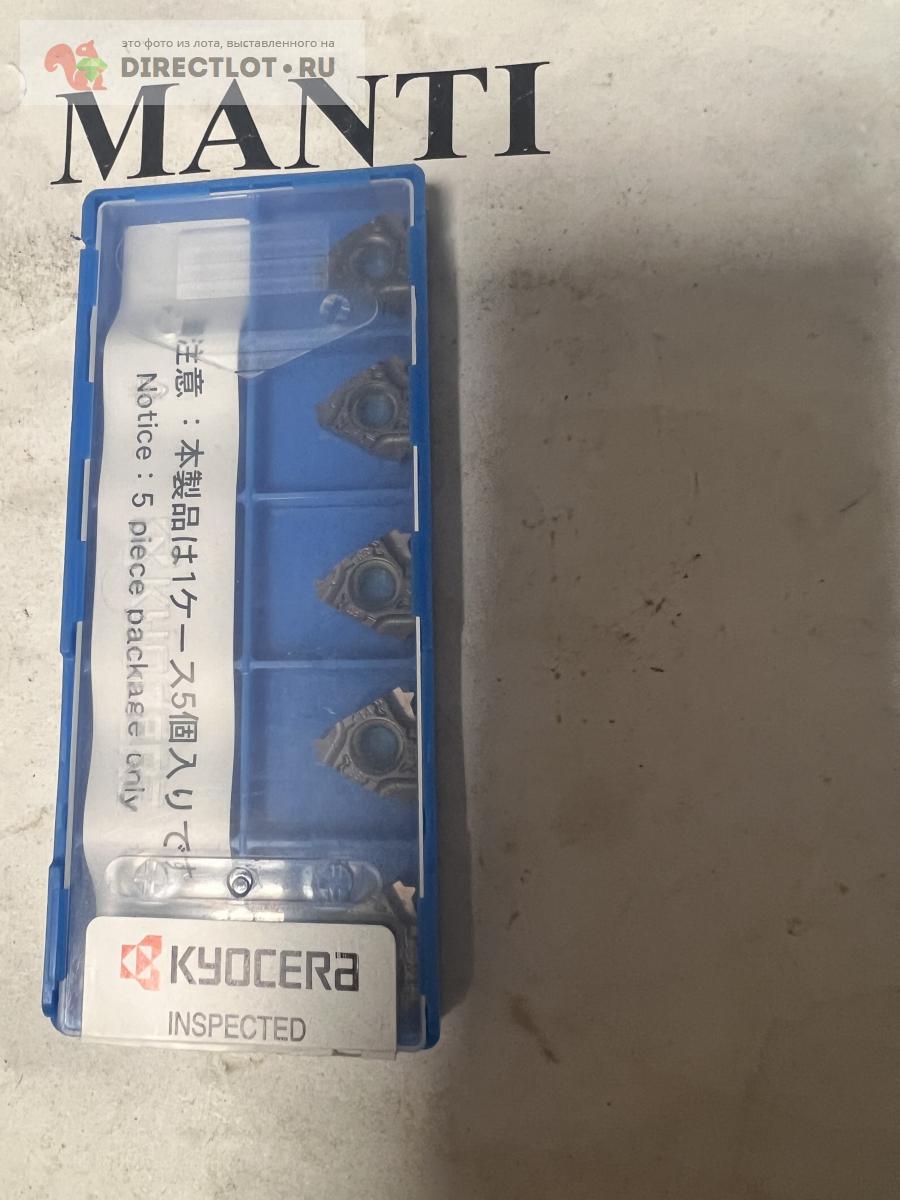 это фото из лота, выставленного на
DIRECTLOT•RU
MANTI
注意：本製品は1ケース5個入りです
Notice : 5 piece package only
KYOCERa
INSPECTED